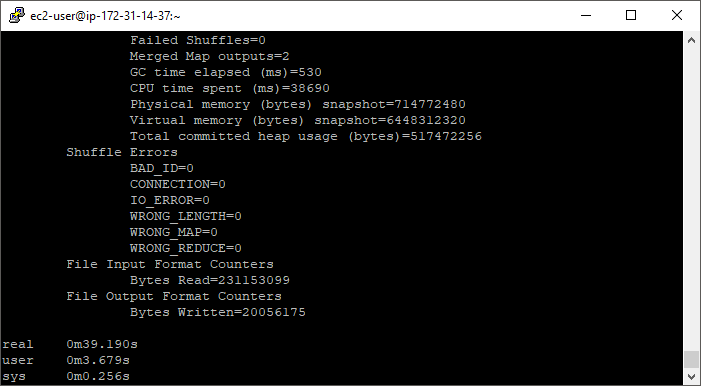 ec2-user@ip-172-31-14-37:~
Failed Shuffles=0
Merged Map outputs=2
GC time elapsed (ms)=530
CPU time spent (ms)=38690
Physical memory (bytes) snapshot=714772480
Virtual memory (bytes) snapshot=6448312320
Total committed heap usage (bytes)=517472256
Shuffle Errors
BAD_ID=0
CONNECTION=0
IO_ERROR=0
WRONG_LENGTH=0
WRONG_MAP=0
WRONG_REDUCE=0
File Input Format Counters
Bytes Read=231153099
File Output Format Counters
Bytes Written=20056175
real 0m39.190s
user 0m3.679s
sys 0m0.256s